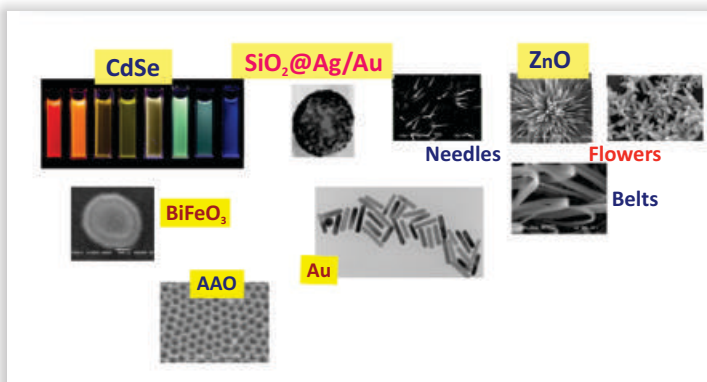 CdSe
SiO₂@Ag/Au
ZnO
Needles
Flowers
BiFeO₃
Belts
Au
AAO